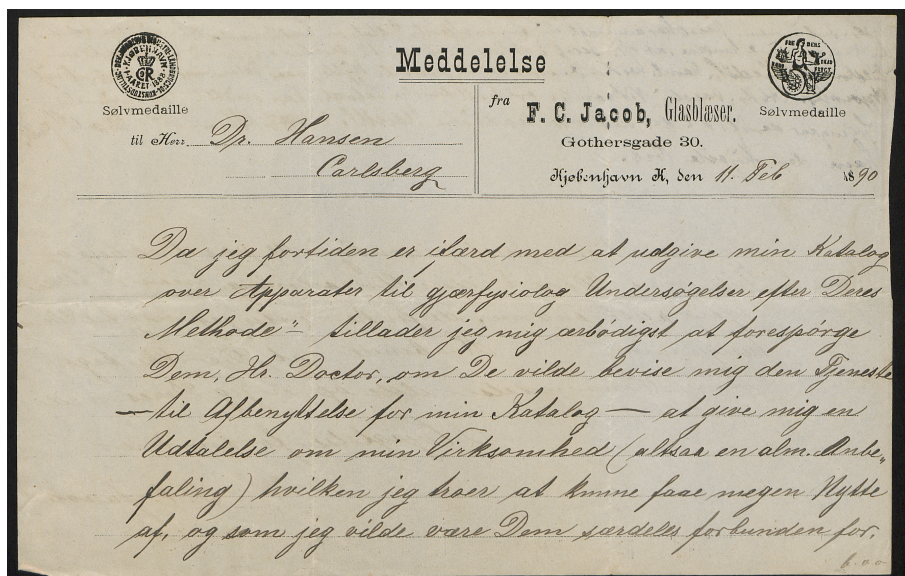 Meddelelse
Sølvmedaille
fra
F. C. Jacob, Glasblæser.
Sølvmedaille
Gothersgade 30.
til Herr Dr. Hansen
Carlsberg
Kjøbenhavn K, den 11. Feb 1890
Da jeg fortiden er ifærd med at udgive min Katalog
over Apparater til gjærfysiolog Undersøgelser efter Deres
Methode" tillader jeg mig ærbødigst at forespørge
Dem, Hr. Doctor, om De vilde bevise mig den Tjeneste
— til Afbenyttelse for min Katalog — at give mig en
Udtalelse om min Virksomhed (altsaa en alm. Anbe„
faling) hvilken jeg troer at kunne faae megen Nytte
af, og som jeg vilde være Dem særdeles forbunden for.